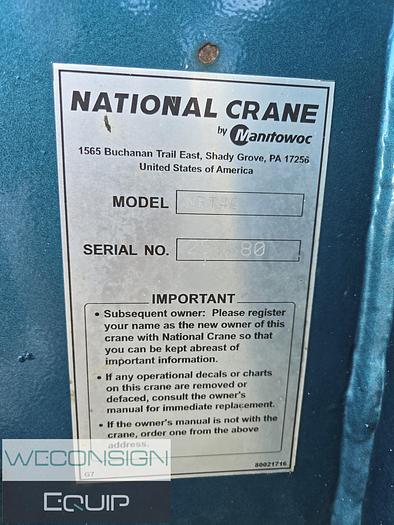 NATIONAL CRANE
by Manitowoc
1565 Buchanan Trail East, Shady Grove, PA 17256
United States of America
MODEL
SERIAL NO. 80
IMPORTANT
• Subsequent owner: Please register
your name as the new owner of this
crane with National Crane so that
you can be kept abreast of
important information.
• If any operational decals or charts
on this crane are removed or
defaced, consult the owner's
manual for immediate replacement.
• If the owner's manual is not with the
crane, order one from the above
address.
G7 80021716
WECONSIGN
EQUIP